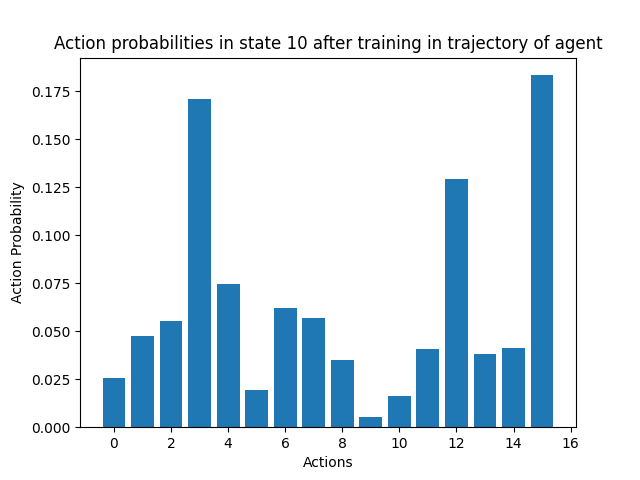 Action probabilities in state 10 after training in trajectory of agent
Action Probability
0.175
0.150
0.125
0.100
0.075
0.050
0.025
0.000
0 2 4 6 8 10 12 14 16
Actions